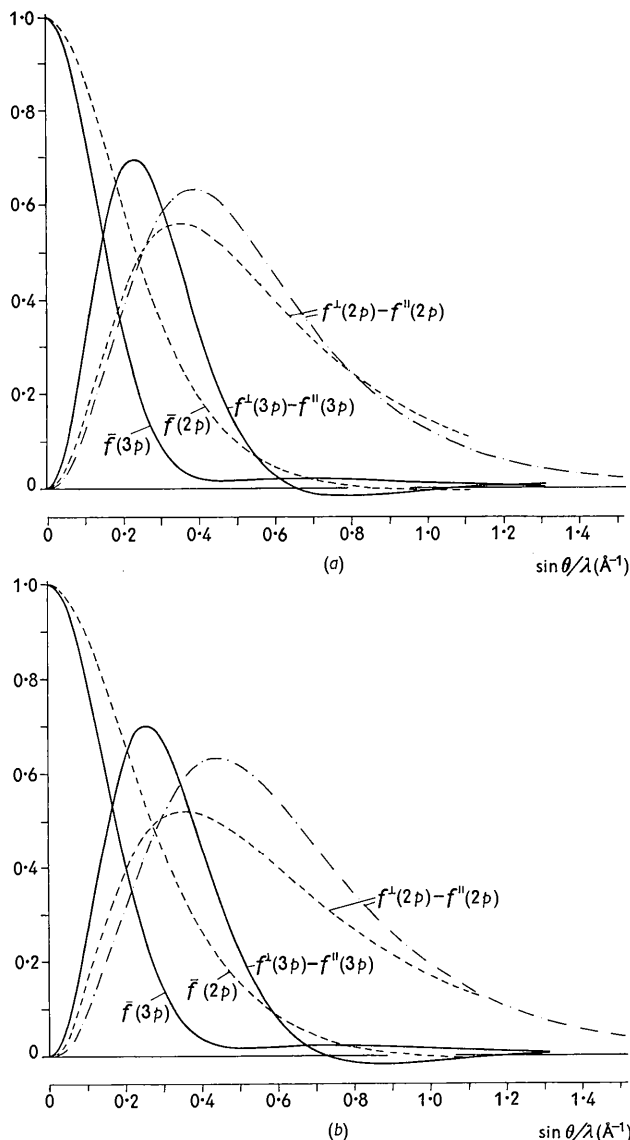 1·0
0·8
0·6
0·4
0·2
0
f⊥(2p)−f||(2p)
f⊥(3p)−f||(3p)
f̄(2p)
f̄(3p)
0 0·2 0·4 0·6 0·8 1·0 1·2 1·4
(a) sin θ/λ(Å⁻¹)
1·0
0·8
0·6
0·4
0·2
0
f⊥(2p)−f||(2p)
f⊥(3p)−f||(3p)
f̄(2p)
f̄(3p)
0 0·2 0·4 0·6 0·8 1·0 1·2 1·4
(b) sin θ/λ(Å⁻¹)